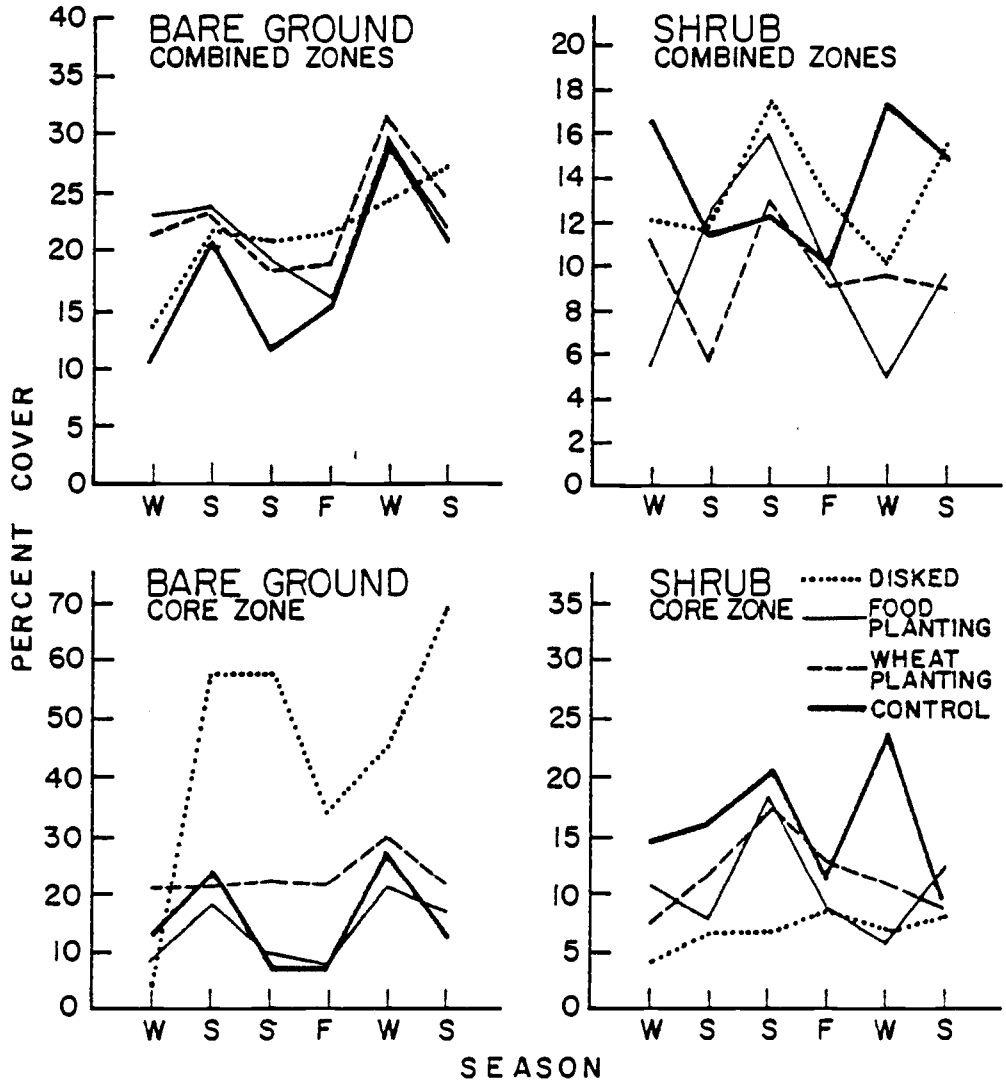 BARE GROUND
COMBINED ZONES
40
35
30
25
20
15
10
5
0
W S S F W S
SHRUB
COMBINED ZONES
20
18
16
14
12
10
8
6
4
2
0
W S S F W S
PERCENT COVER
BARE GROUND
CORE ZONE
70
60
50
40
30
20
10
0
W S S F W S
SHRUB
CORE ZONE
35
30
25
20
15
10
5
0
W S S F W S
DISKED
FOOD
PLANTING
WHEAT
PLANTING
CONTROL
SEASON